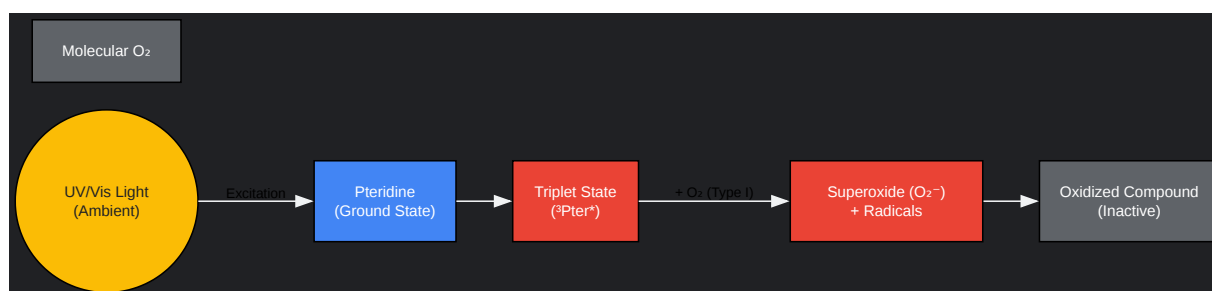 Molecular O₂
UV/Vis Light
(Ambient)
Excitation
Pteridine
(Ground State)
Triplet State
(³Pter*)
+ O₂ (Type I)
Superoxide (O₂⁻)
+ Radicals
Oxidized Compound
(Inactive)